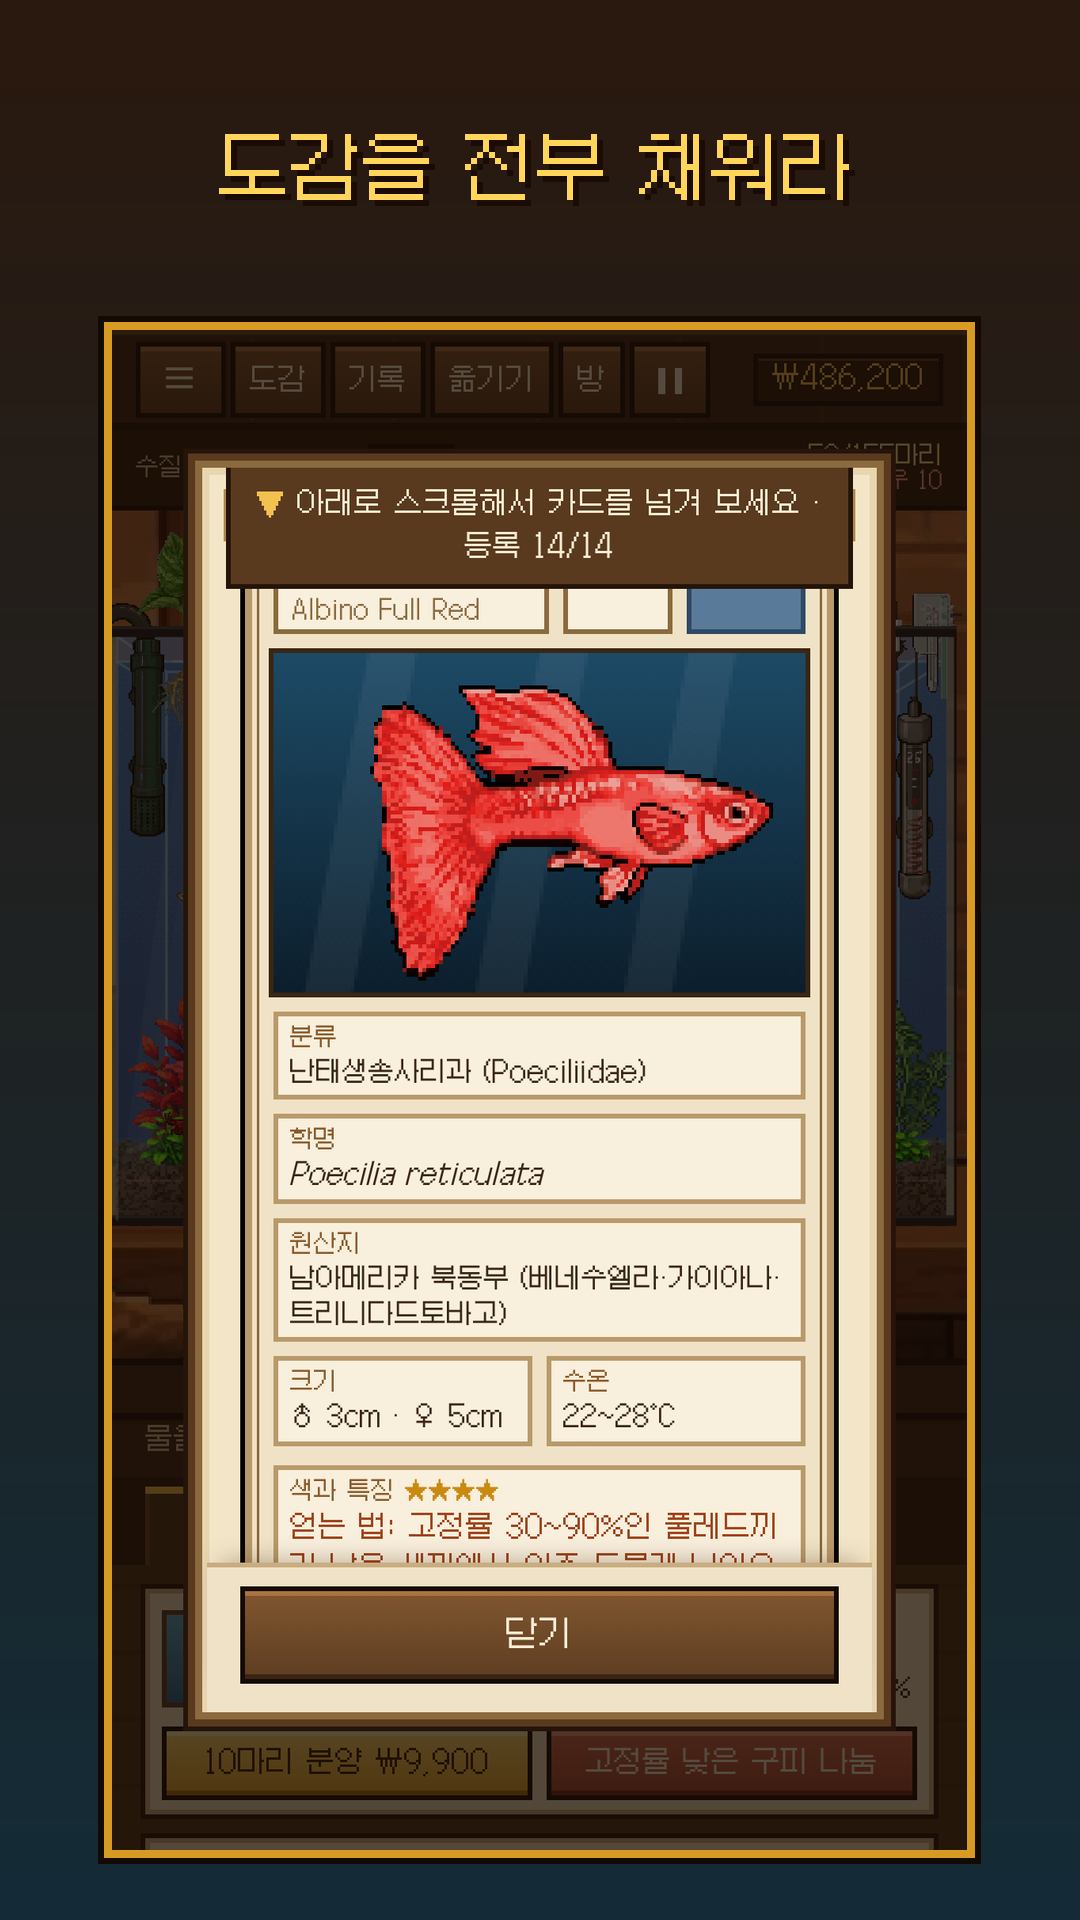 도감을 전부 채워라
☰ 도감 기록 옮기기 방 ₩486,200
수질
마리
10
▼ 아래로 스크롤해서 카드를 넘겨 보세요 ·
등록 14/14
Albino Full Red
분류
난태생송사리과 (Poeciliidae)
학명
Poecilia reticulata
원산지
남아메리카 북동부 (베네수엘라·가이아나·
트리니다드토바고)
크기
♂ 3cm · ♀ 5cm
수온
22~28°C
색과 특징 ★★★★
얻는 법: 고정률 30~90%인 풀레드끼
닫기
%
10마리 분양 ₩9,900
고정률 낮은 구피 나눔